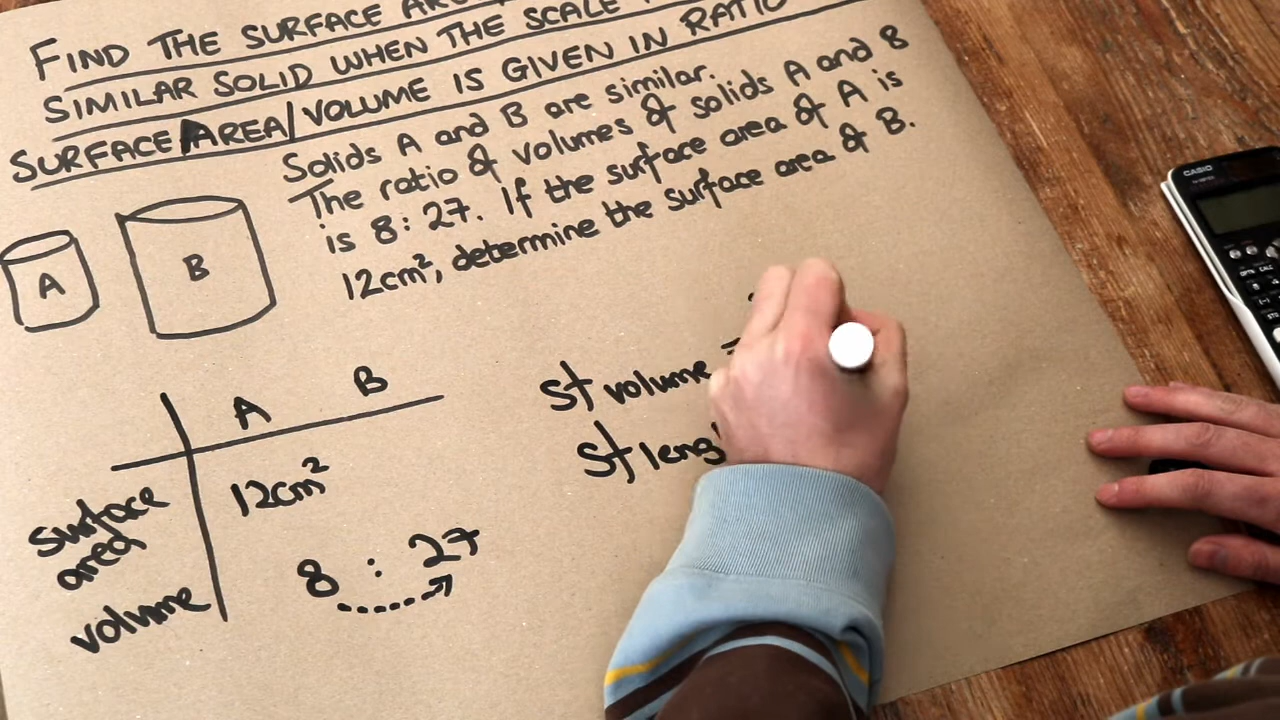 FIND THE SURFACE
SIMILAR SOLID WHEN THE SCALE
SURFACE AREA/VOLUME IS GIVEN IN RATIO
Solids A and B are similar.
The ratio of volumes of solids A and B
is 8:27. If the surface area of A is
12cm², determine the surface area of B.
A
B
A B
surface area 12cm²
volume 8 : 27
Sf volume =
Sf leng
CASIO